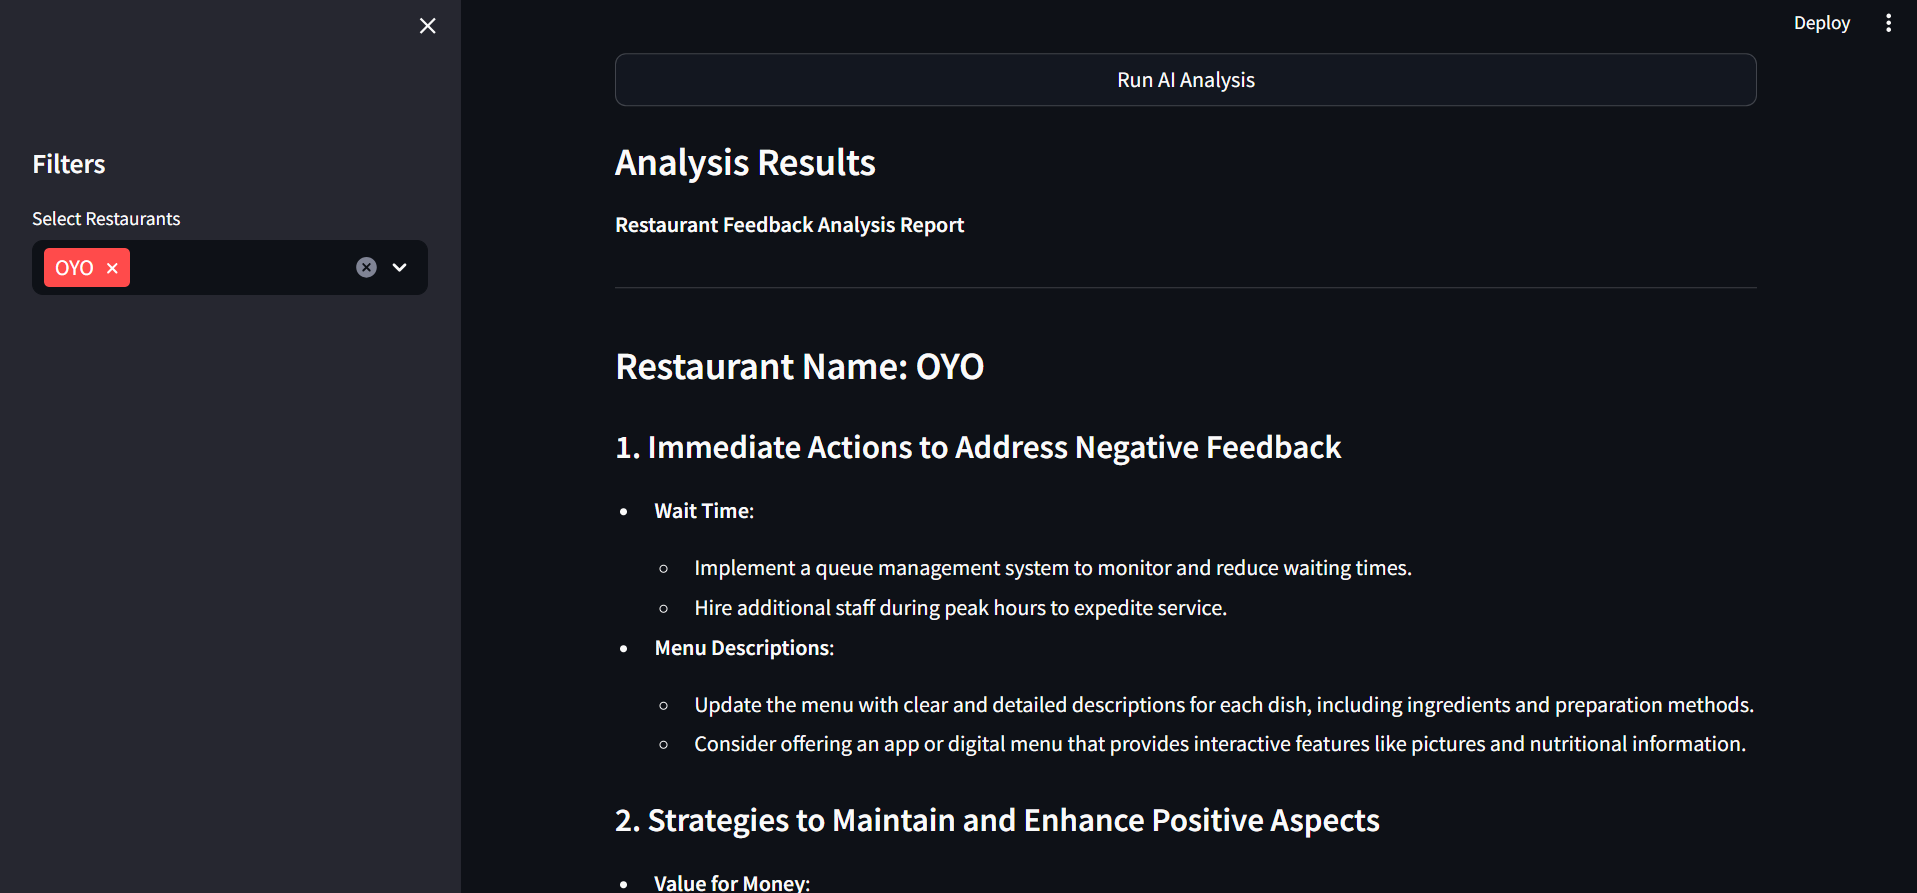 Deploy
Run AI Analysis
Filters
Select Restaurants
OYO
Analysis Results
Restaurant Feedback Analysis Report
Restaurant Name: OYO
1. Immediate Actions to Address Negative Feedback
Wait Time:
Implement a queue management system to monitor and reduce waiting times.
Hire additional staff during peak hours to expedite service.
Menu Descriptions:
Update the menu with clear and detailed descriptions for each dish, including ingredients and preparation methods.
Consider offering an app or digital menu that provides interactive features like pictures and nutritional information.
2. Strategies to Maintain and Enhance Positive Aspects
Value for Money: